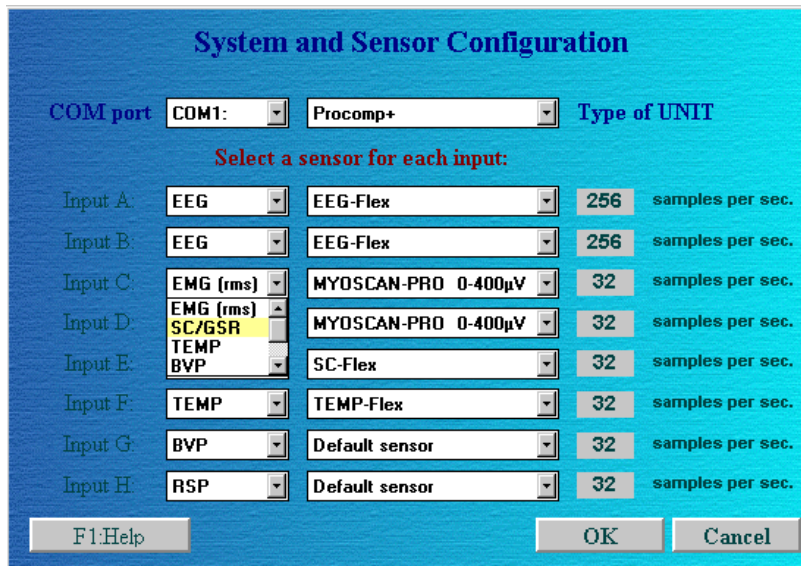 System and Sensor Configuration
COM port COM1: Procomp+ Type of UNIT
Select a sensor for each input:
Input A: EEG EEG-Flex 256 samples per sec.
Input B: EEG EEG-Flex 256 samples per sec.
Input C: EMG (rms) MYOSCAN-PRO 0-400µV 32 samples per sec.
EMG (rms)
SC/GSR
TEMP
BVP
Input D: MYOSCAN-PRO 0-400µV 32 samples per sec.
Input E: SC-Flex 32 samples per sec.
Input F: TEMP TEMP-Flex 32 samples per sec.
Input G: BVP Default sensor 32 samples per sec.
Input H: RSP Default sensor 32 samples per sec.
F1:Help OK Cancel